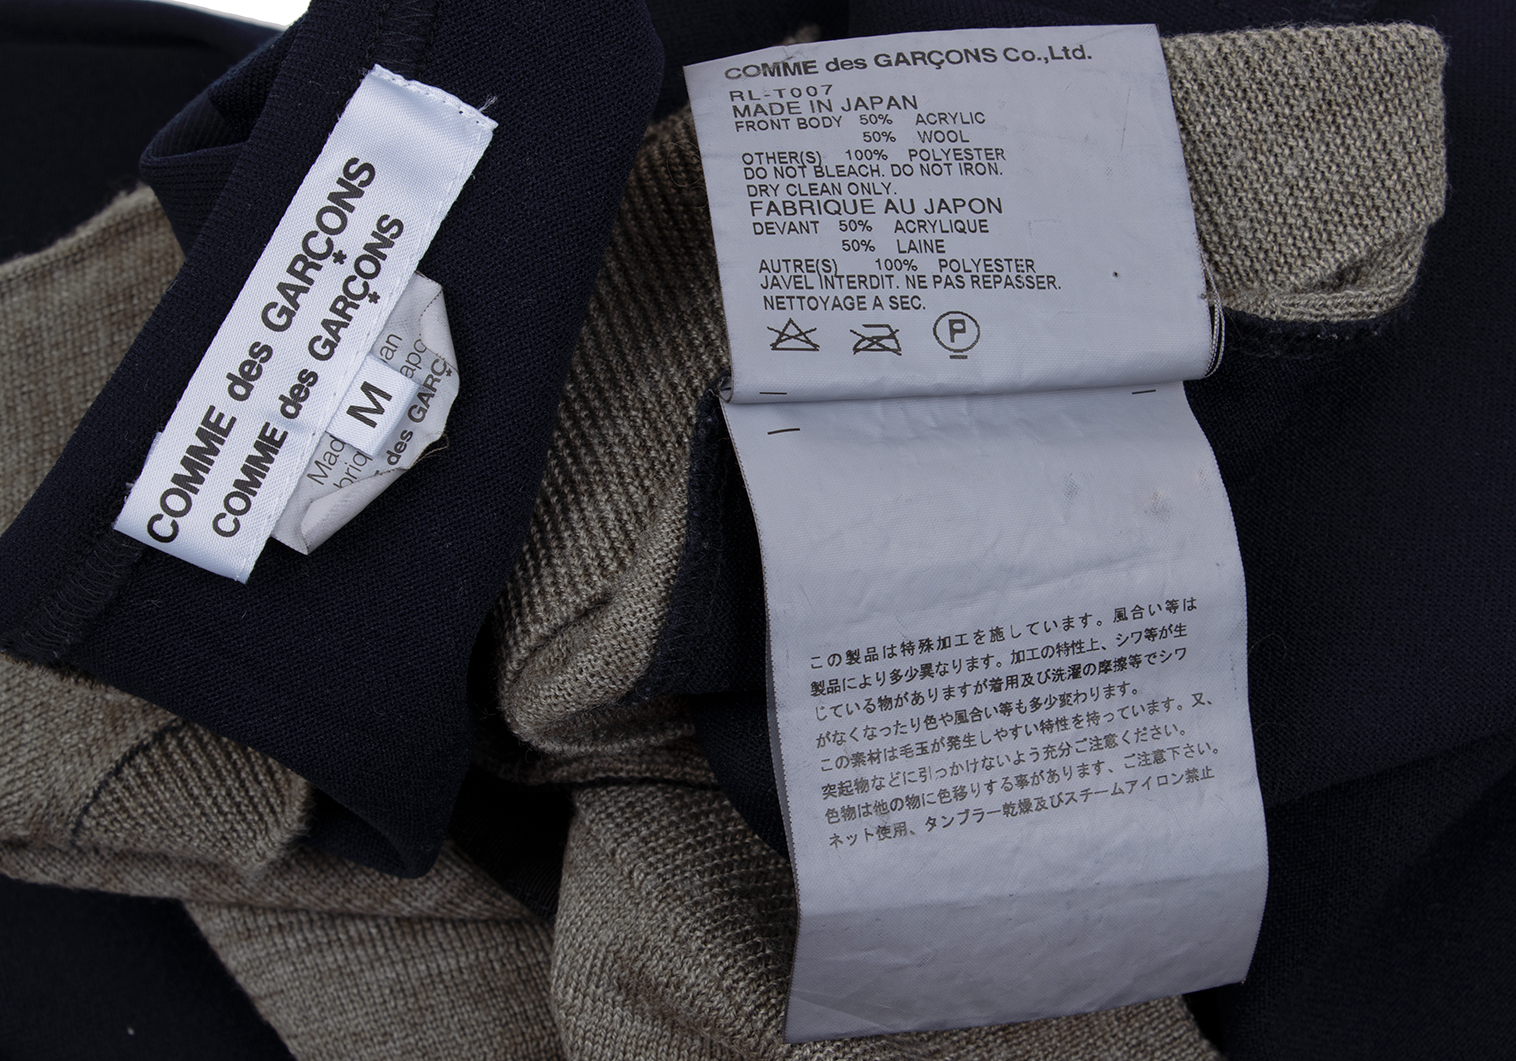 COMME des GARÇONS
COMME des GARÇONS
M
des GARÇ
COMME des GARÇONS Co.,Ltd.
RL-T007
MADE IN JAPAN
FRONT BODY 50% ACRYLIC
50% WOOL
OTHER(S) 100% POLYESTER
DO NOT BLEACH. DO NOT IRON.
DRY CLEAN ONLY.
FABRIQUE AU JAPON
DEVANT 50% ACRYLIQUE
50% LAINE
AUTRE(S) 100% POLYESTER
JAVEL INTERDIT. NE PAS REPASSER.
NETTOYAGE A SEC.
P
この製品は特殊加工を施しています。風合い等は
製品により多少異なります。加工の特性上、シワ等が生
じている物がありますが着用及び洗濯の摩擦等でシワ
がなくなったり色や風合い等も多少変わります。
この素材は毛玉が発生しやすい特性を持っています。又、
突起物などに引っかけないよう充分ご注意ください。
色物は他の物に色移りする事があります、ご注意下さい。
ネット使用、タンブラー乾燥及びスチームアイロン禁止